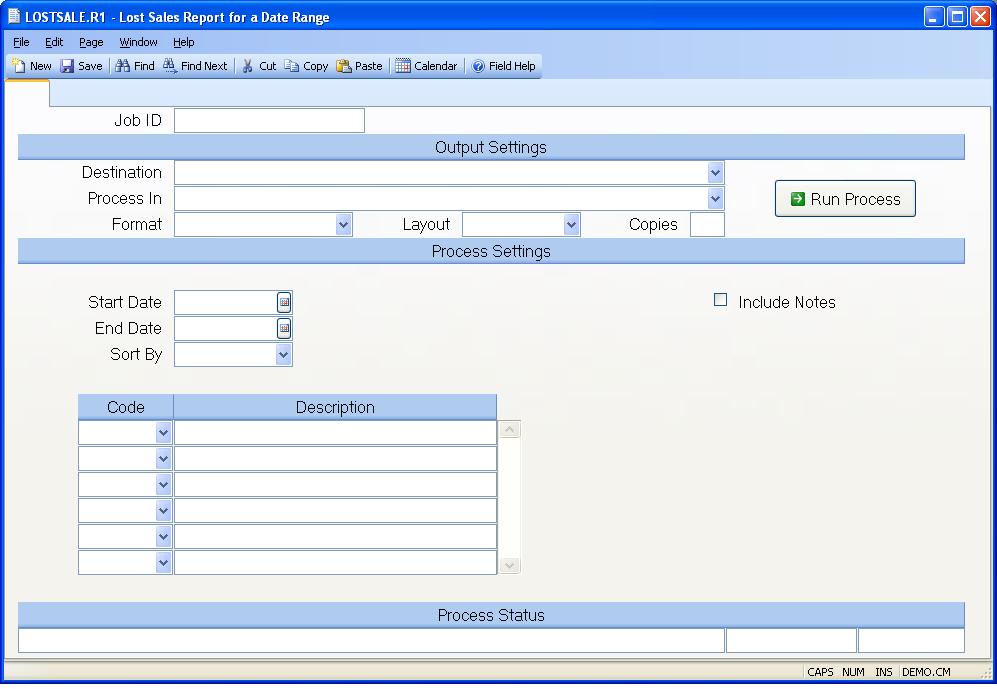 LOSTSALE.R1 - Lost Sales Report for a Date Range
File Edit Page Window Help
New Save Find Find Next Cut Copy Paste Calendar Field Help
Job ID
Output Settings
Destination
Process In
Run Process
Format Layout Copies
Process Settings
Start Date
Include Notes
End Date
Sort By
Code Description
Process Status
CAPS NUM INS DEMO.CM